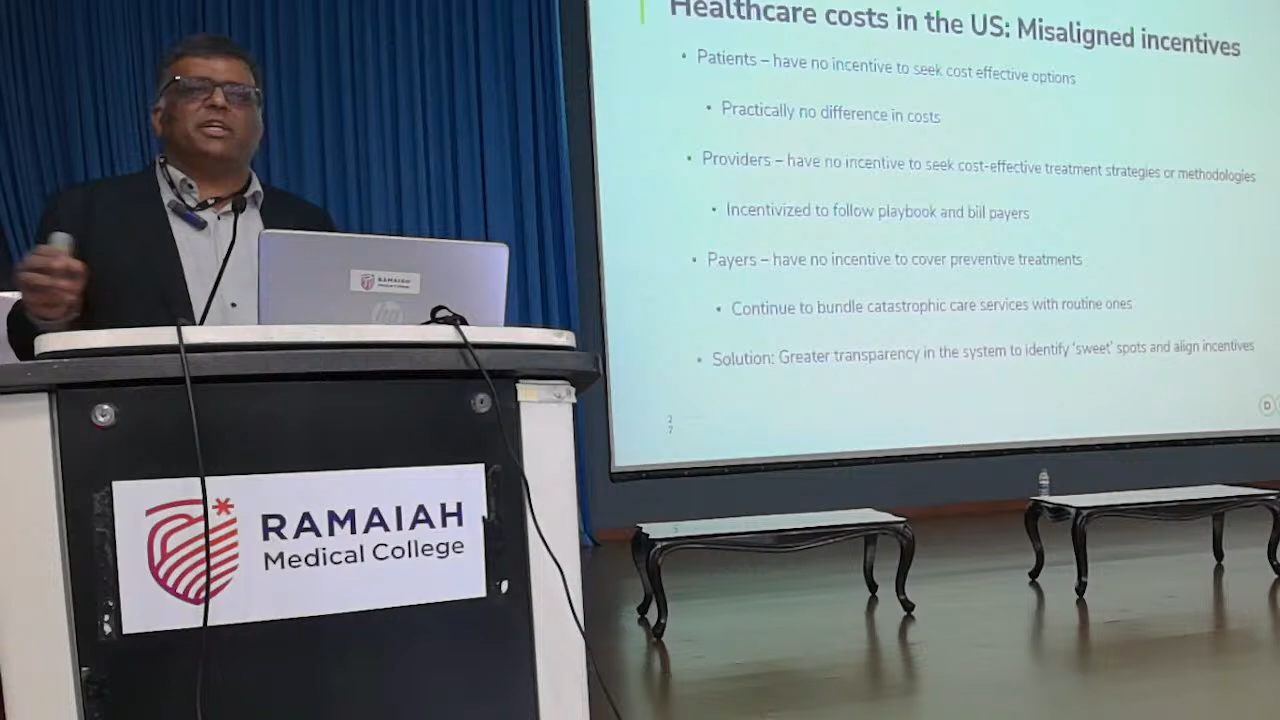 Healthcare costs in the US: Misaligned incentives
• Patients – have no incentive to seek cost effective options
• Practically no difference in costs
• Providers – have no incentive to seek cost-effective treatment strategies or methodologies
• Incentivized to follow playbook and bill payers
• Payers – have no incentive to cover preventive treatments
• Continue to bundle catastrophic care services with routine ones
• Solution: Greater transparency in the system to identify ‘sweet’ spots and align incentives
2
7
D
RAMAIAH
hp
RAMAIAH
Medical College